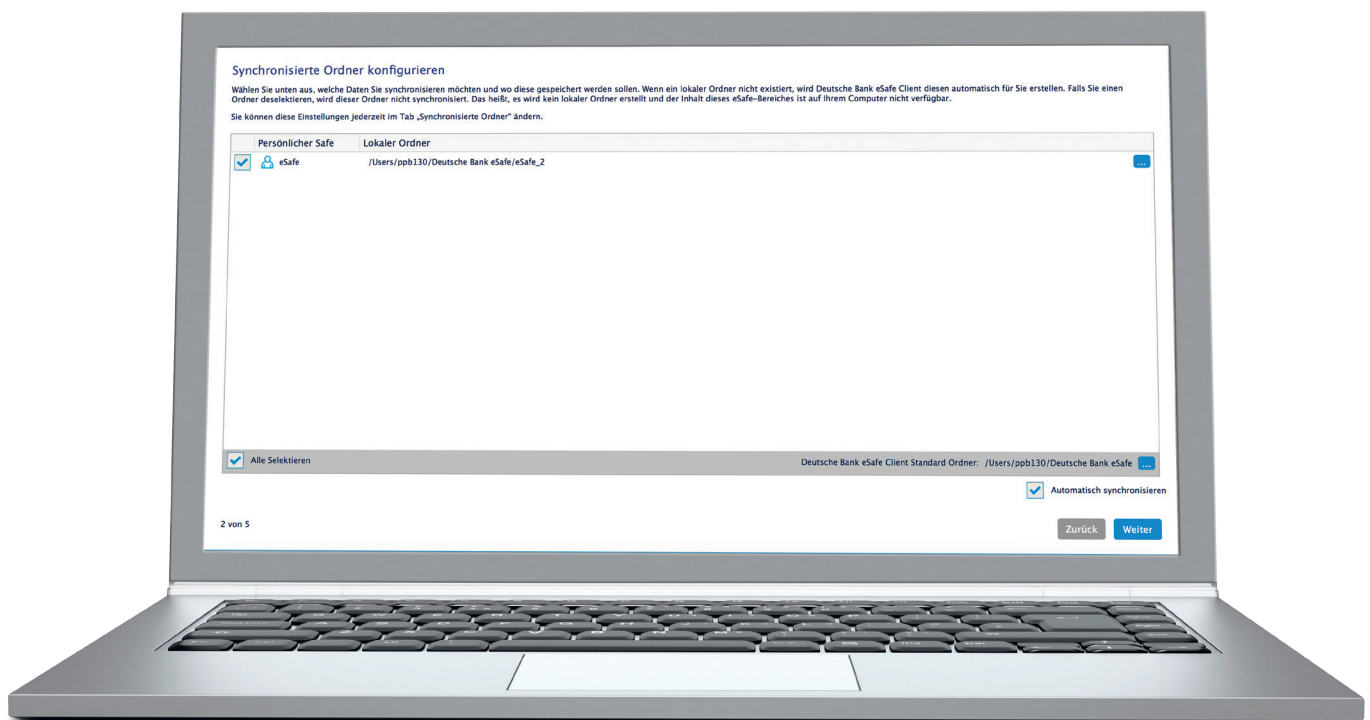 Synchronisierte Ordner konfigurieren
Wählen Sie unten aus, welche Daten Sie synchronisieren möchten und wo diese gespeichert werden sollen. Wenn ein lokaler Ordner nicht existiert, wird Deutsche Bank eSafe Client diesen automatisch für Sie erstellen. Falls Sie einen
Ordner deselektieren, wird dieser Ordner nicht synchronisiert. Das heißt, es wird kein lokaler Ordner erstellt und der Inhalt dieses eSafe-Bereiches ist auf Ihrem Computer nicht verfügbar.
Sie können diese Einstellungen jederzeit im Tab „Synchronisierte Ordner" ändern.
Persönlicher Safe Lokaler Ordner
eSafe /Users/ppb130/Deutsche Bank eSafe/eSafe_2 ...
Alle Selektieren Deutsche Bank eSafe Client Standard Ordner: /Users/ppb130/Deutsche Bank eSafe ...
Automatisch synchronisieren
2 von 5 Zurück Weiter